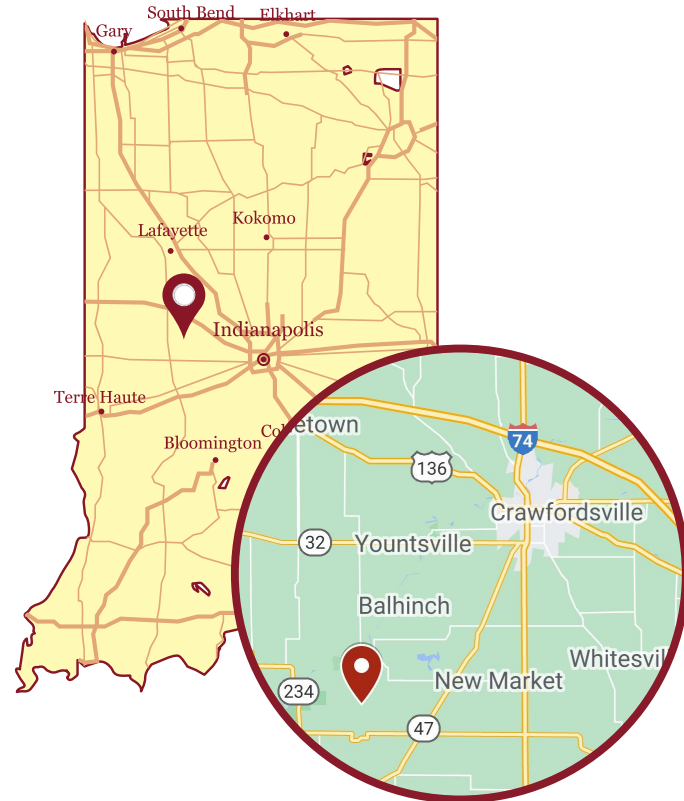 South Bend
Elkhart
Gary
Kokomo
Lafayette
Indianapolis
Terre Haute
Bloomington
Co
etown
74
136
Crawfordsville
32
Yountsville
Balhinch
Whitesvil
New Market
234
47